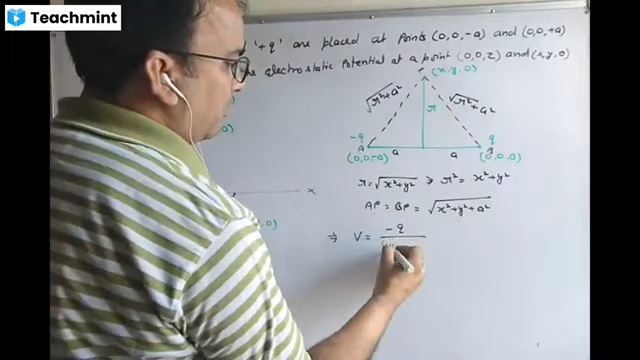 Teachmint
'+q' are placed at points (0,0,-a) and (0,0,+a)
electrostatic Potential at a point (0,0,z) and (x,y,0)
(x,y,0)
√r²+a²
√r²+a²
r
-q
q
A
B
(0,0,-a)
a
a
(0,0,a)
r = √x²+y² ⇒ r² = x²+y²
x
AP = BP = √x²+y²+a²
⇒ V = -q